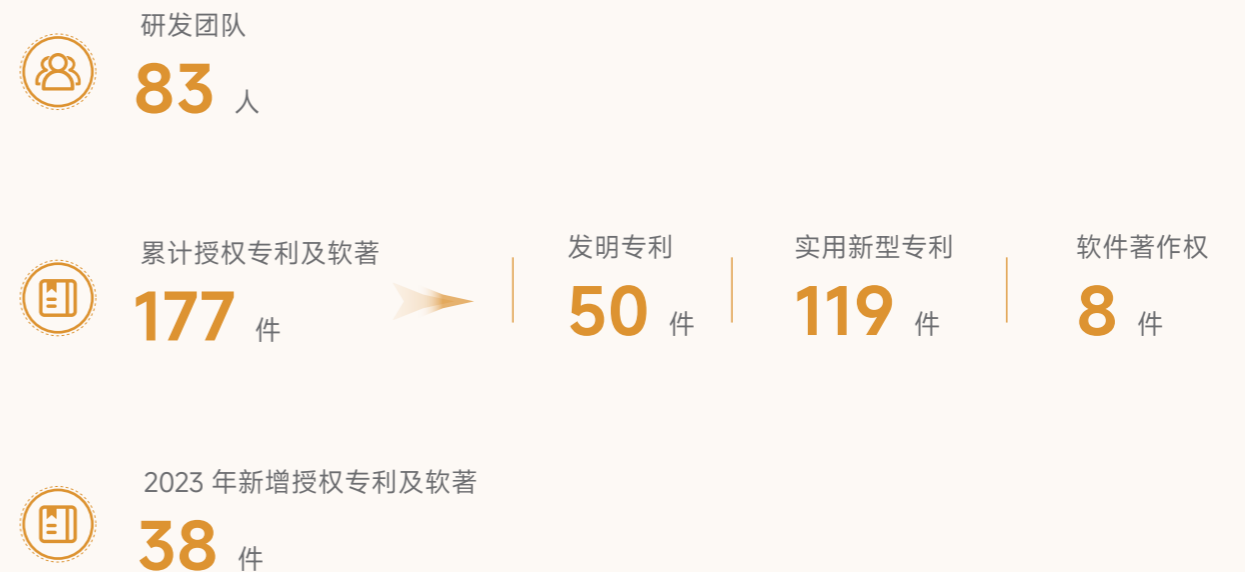 研发团队
83 人
累计授权专利及软著
177 件
发明专利
50 件
实用新型专利
119 件
软件著作权
8 件
2023 年新增授权专利及软著
38 件